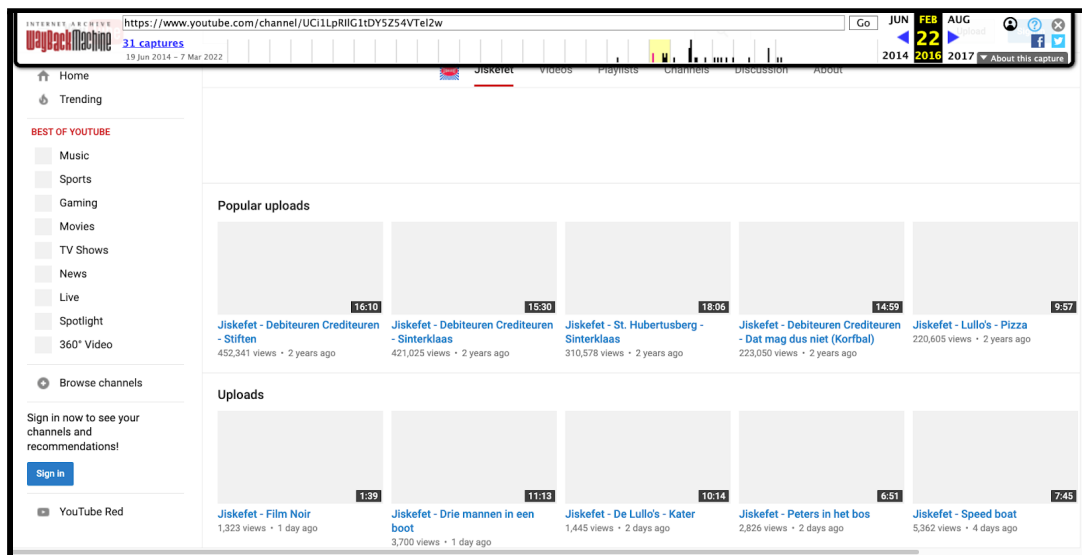 INTERNET ARCHIVE
WayBackMachine
https://www.youtube.com/channel/UCi1LpRIlG1tDY5Z54VTel2w
Go
31 captures
19 Jun 2014 – 7 Mar 2022
JUN FEB AUG
22
2014 2016 2017
About this capture
Home
Trending
Jiskefet Videos Playlists Channels Discussion About
BEST OF YOUTUBE
Music
Sports
Gaming
Movies
TV Shows
News
Live
Spotlight
360° Video
Browse channels
Sign in now to see your
channels and
recommendations!
Sign in
YouTube Red
Popular uploads
16:10
Jiskefet - Debiteuren Crediteuren
- Stiften
452,341 views • 2 years ago
15:30
Jiskefet - Debiteuren Crediteuren
- Sinterklaas
421,025 views • 2 years ago
18:06
Jiskefet - St. Hubertusberg -
Sinterklaas
310,578 views • 2 years ago
14:59
Jiskefet - Debiteuren Crediteuren
- Dat mag dus niet (Korfbal)
223,050 views • 2 years ago
9:57
Jiskefet - Lullo's - Pizza
220,605 views • 2 years ago
Uploads
1:39
Jiskefet - Film Noir
1,323 views • 1 day ago
11:13
Jiskefet - Drie mannen in een
boot
3,700 views • 1 day ago
10:14
Jiskefet - De Lullo's - Kater
1,445 views • 2 days ago
6:51
Jiskefet - Peters in het bos
2,826 views • 2 days ago
7:45
Jiskefet - Speed boat
5,362 views • 4 days ago